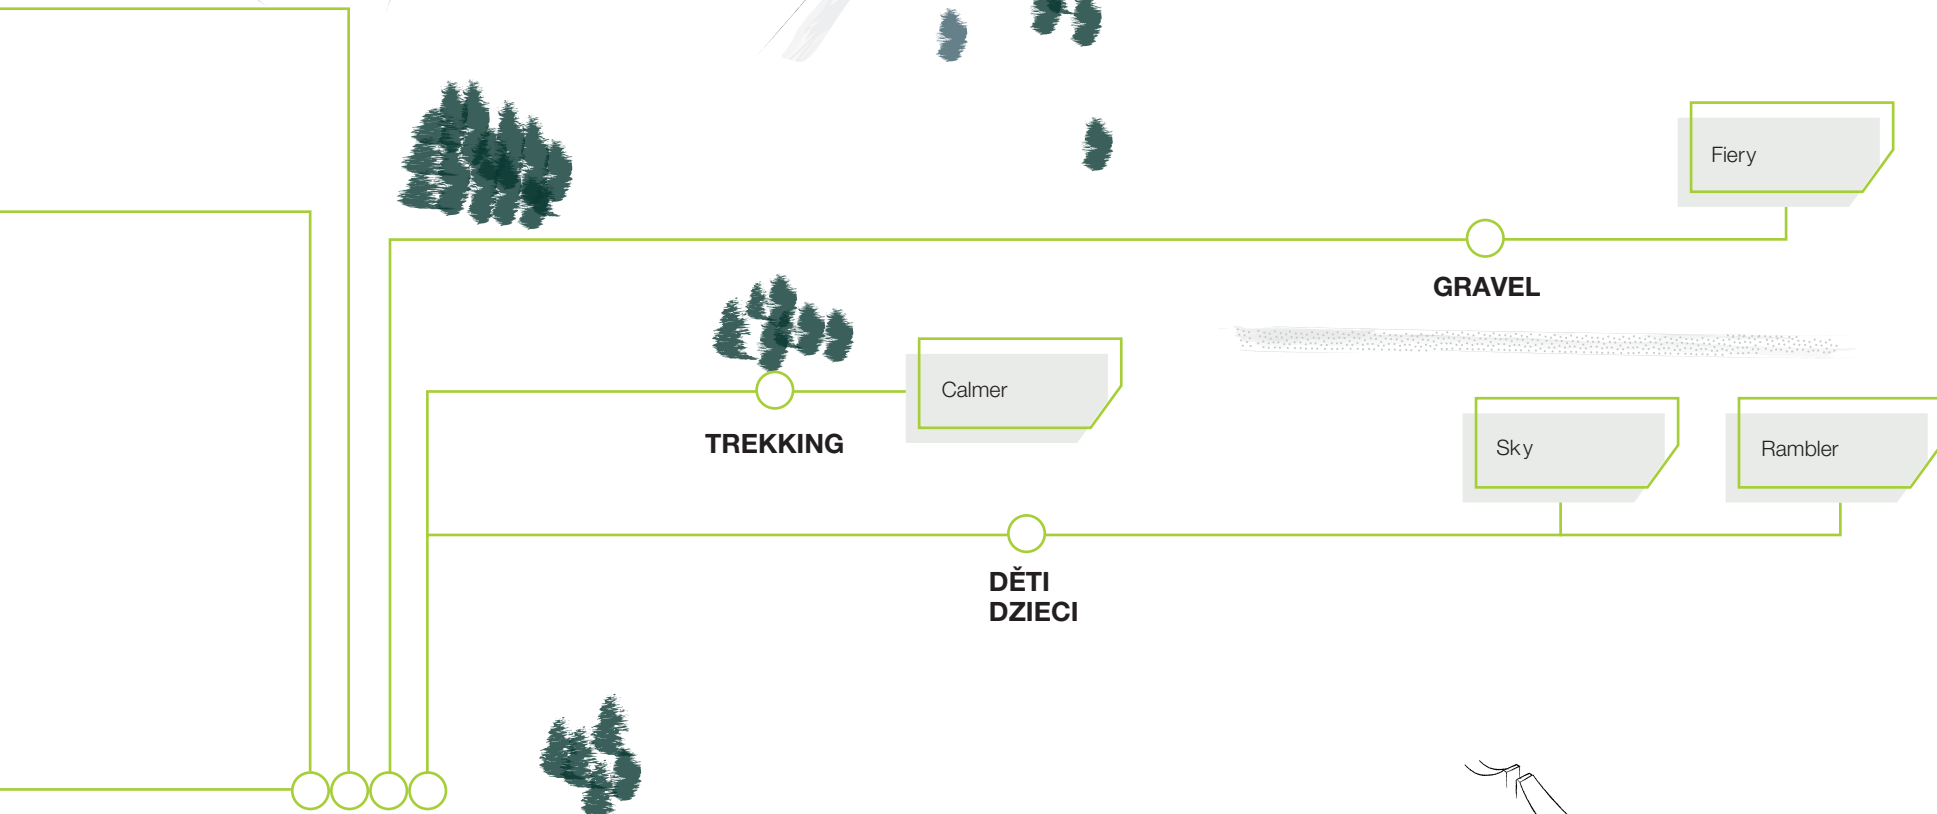 Fiery
GRAVEL
Calmer
TREKKING
Sky
Rambler
DĚTI
DZIECI